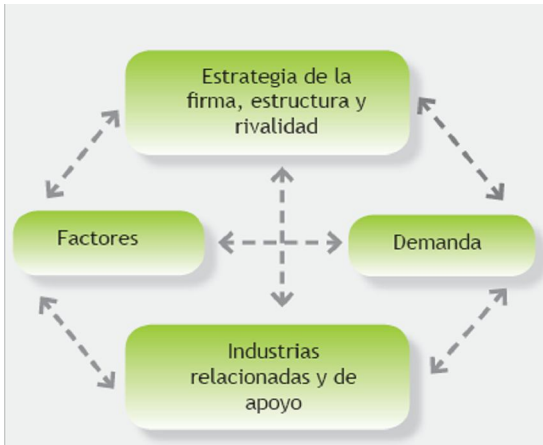 Estrategia de la
firma, estructura y
rivalidad
Factores
Demanda
Industrias
relacionadas y de
apoyo